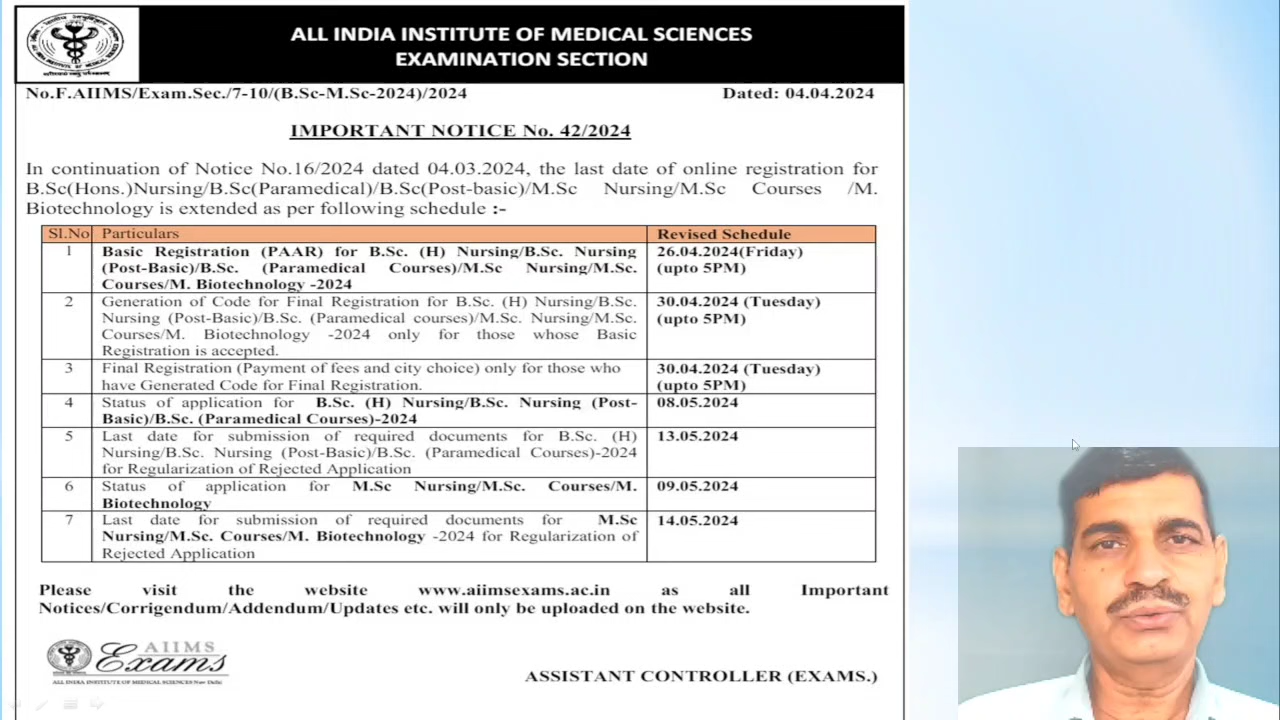 ALL INDIA INSTITUTE OF MEDICAL SCIENCES
EXAMINATION SECTION
No.F.AIIMS/Exam.Sec./7-10/(B.Sc-M.Sc-2024)/2024 Dated: 04.04.2024
IMPORTANT NOTICE No. 42/2024
In continuation of Notice No.16/2024 dated 04.03.2024, the last date of online registration for
B.Sc(Hons.)Nursing/B.Sc(Paramedical)/B.Sc(Post-basic)/M.Sc Nursing/M.Sc Courses /M.
Biotechnology is extended as per following schedule :-
Sl.No Particulars Revised Schedule
1 Basic Registration (PAAR) for B.Sc. (H) Nursing/B.Sc. Nursing 26.04.2024(Friday)
(Post-Basic)/B.Sc. (Paramedical Courses)/M.Sc Nursing/M.Sc. (upto 5PM)
Courses/M. Biotechnology -2024
2 Generation of Code for Final Registration for B.Sc. (H) Nursing/B.Sc. 30.04.2024 (Tuesday)
Nursing (Post-Basic)/B.Sc. (Paramedical courses)/M.Sc. Nursing/M.Sc. (upto 5PM)
Courses/M. Biotechnology -2024 only for those whose Basic
Registration is accepted.
3 Final Registration (Payment of fees and city choice) only for those who 30.04.2024 (Tuesday)
have Generated Code for Final Registration. (upto 5PM)
4 Status of application for B.Sc. (H) Nursing/B.Sc. Nursing (Post- 08.05.2024
Basic)/B.Sc. (Paramedical Courses)-2024
5 Last date for submission of required documents for B.Sc. (H) 13.05.2024
Nursing/B.Sc. Nursing (Post-Basic)/B.Sc. (Paramedical Courses)-2024
for Regularization of Rejected Application
6 Status of application for M.Sc Nursing/M.Sc. Courses/M. 09.05.2024
Biotechnology
7 Last date for submission of required documents for M.Sc 14.05.2024
Nursing/M.Sc. Courses/M. Biotechnology -2024 for Regularization of
Rejected Application
Please visit the website www.aiimsexams.ac.in as all Important
Notices/Corrigendum/Addendum/Updates etc. will only be uploaded on the website.
AIIMS
Exams
ALL INDIA INSTITUTE OF MEDICAL SCIENCES New Delhi
ASSISTANT CONTROLLER (EXAMS.)